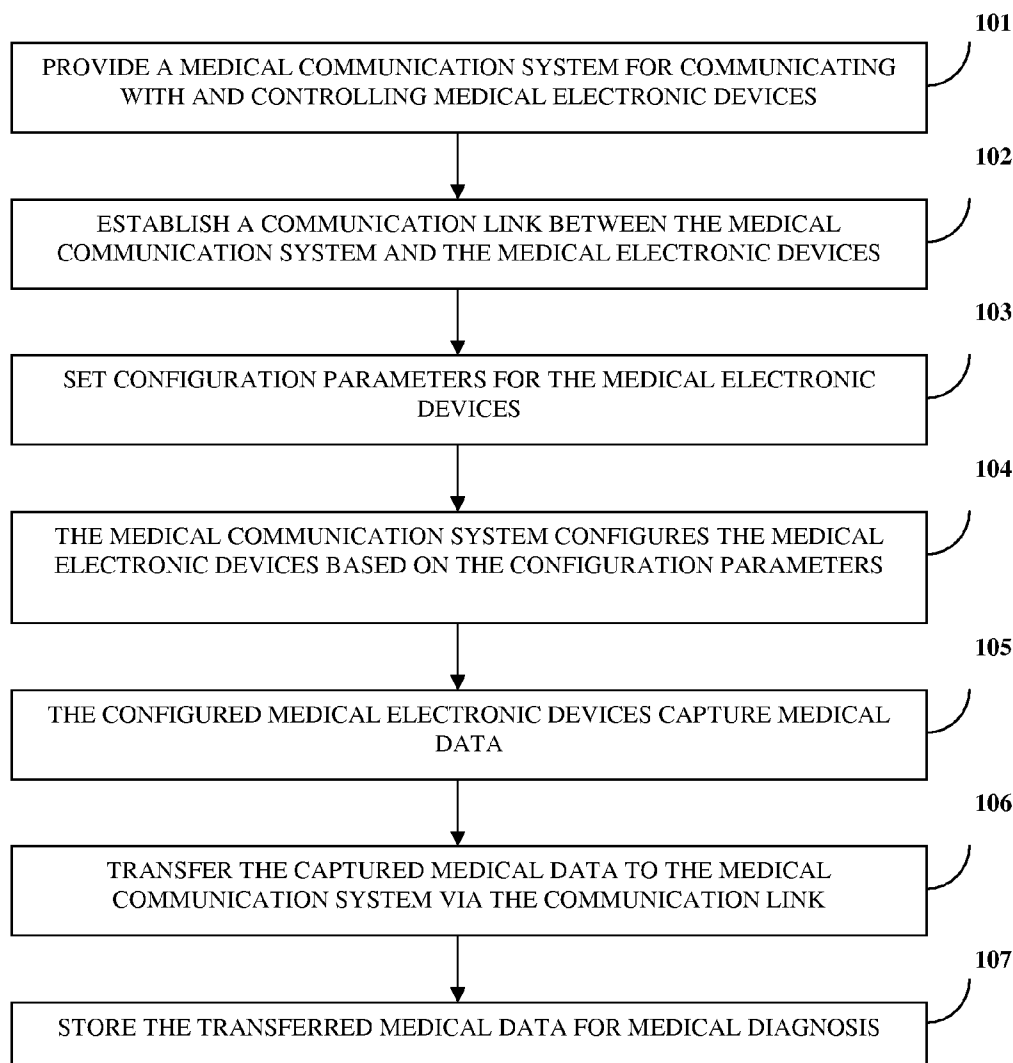 101
PROVIDE A MEDICAL COMMUNICATION SYSTEM FOR COMMUNICATING
WITH AND CONTROLLING MEDICAL ELECTRONIC DEVICES
102
ESTABLISH A COMMUNICATION LINK BETWEEN THE MEDICAL
COMMUNICATION SYSTEM AND THE MEDICAL ELECTRONIC DEVICES
103
SET CONFIGURATION PARAMETERS FOR THE MEDICAL ELECTRONIC
DEVICES
104
THE MEDICAL COMMUNICATION SYSTEM CONFIGURES THE MEDICAL
ELECTRONIC DEVICES BASED ON THE CONFIGURATION PARAMETERS
105
THE CONFIGURED MEDICAL ELECTRONIC DEVICES CAPTURE MEDICAL
DATA
106
TRANSFER THE CAPTURED MEDICAL DATA TO THE MEDICAL
COMMUNICATION SYSTEM VIA THE COMMUNICATION LINK
107
STORE THE TRANSFERRED MEDICAL DATA FOR MEDICAL DIAGNOSIS